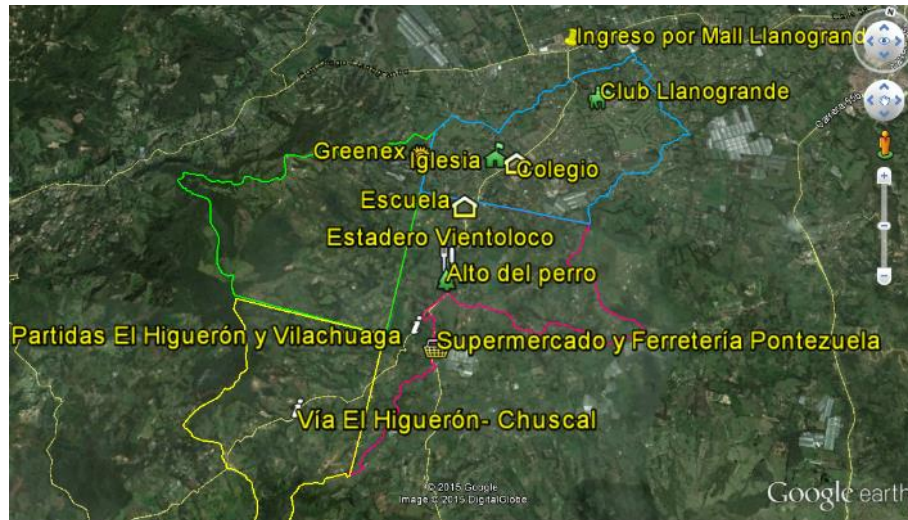 Ingreso por Mall Llanogrand
Club Llanogrande
Greenex
Iglesia
Colegio
Escuela
Estadero Vientoloco
Alto del perro
Partidas El Higuerón y Vilachuaga
Supermercado y Ferretería Pontezuela
Vía El Higuerón- Chuscal
© 2015 Google
Image © 2015 DigitalGlobe
Google earth
N